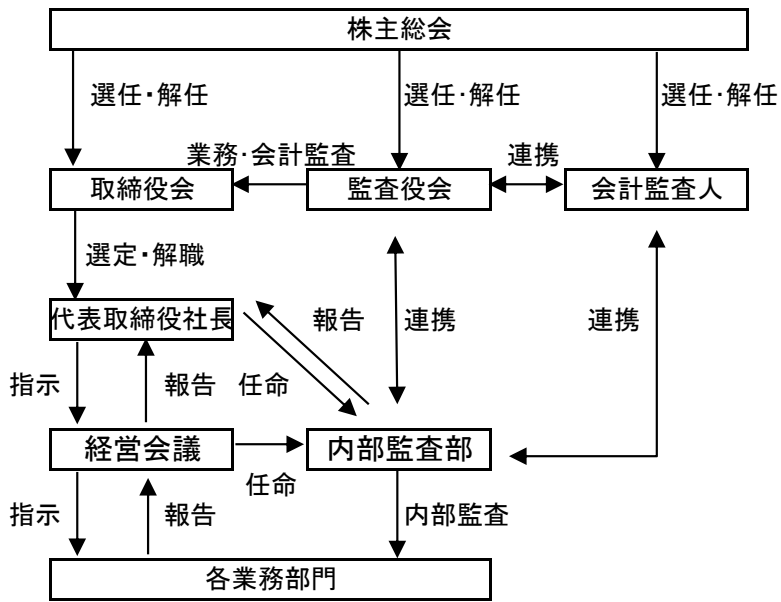 株主総会
選任・解任
選任・解任
選任・解任
業務・会計監査
連携
取締役会
監査役会
会計監査人
選定・解職
代表取締役社長
報告
連携
連携
指示
報告
任命
経営会議
内部監査部
任命
指示
報告
内部監査
各業務部門